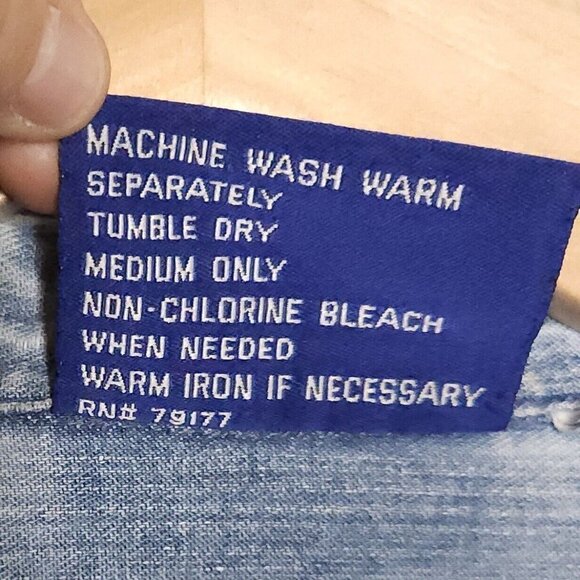 MACHINE WASH WARM
SEPARATELY
TUMBLE DRY
MEDIUM ONLY
NON-CHLORINE BLEACH
WHEN NEEDED
WARM IRON IF NECESSARY
RN# 79177